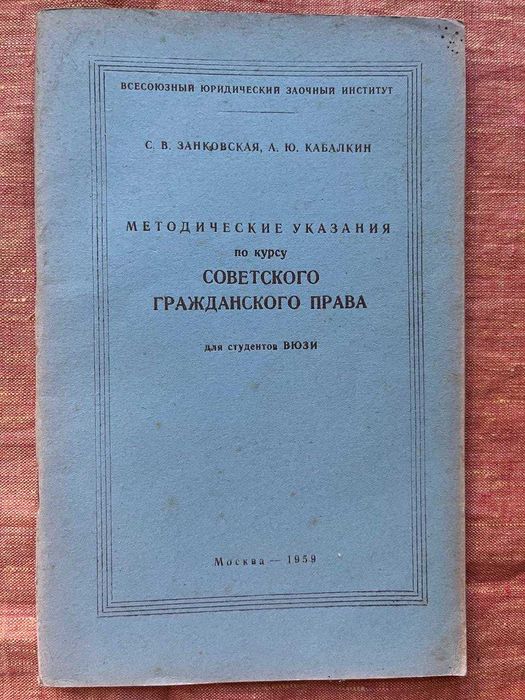 ВСЕСОЮЗНЫЙ ЮРИДИЧЕСКИЙ ЗАОЧНЫЙ ИНСТИТУТ
С. В. ЗАНКОВСКАЯ, А. Ю. КАБАЛКИН
МЕТОДИЧЕСКИЕ УКАЗАНИЯ
по курсу
СОВЕТСКОГО
ГРАЖДАНСКОГО ПРАВА
для студентов ВЮЗИ
Москва — 1959